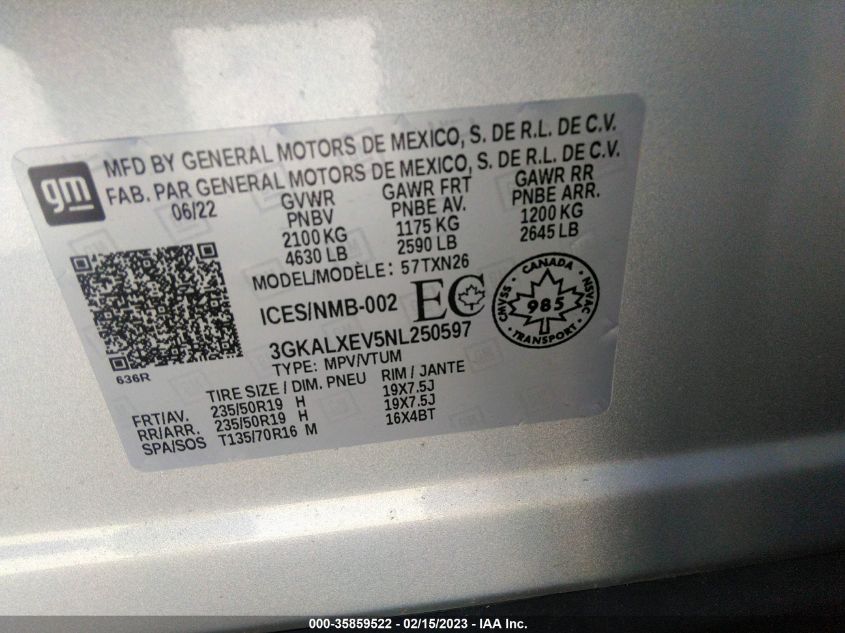 gm
MFD BY GENERAL MOTORS DE MEXICO, S. DE R.L. DE C.V.
FAB. PAR GENERAL MOTORS DE MEXICO, S. DE R.L. DE C.V.
06/22
GVWR GAWR FRT GAWR RR
PNBV PNBE AV. PNBE ARR.
2100 KG 1175 KG 1200 KG
4630 LB 2590 LB 2645 LB
MODEL/MODÈLE: 57TXN26
ICES/NMB-002 EC
CANADA
CMVSS NSVAC
985
TRANSPORT
3GKALXEV5NL250597
TYPE: MPV/VTUM
636R
TIRE SIZE / DIM. PNEU RIM / JANTE
FRT/AV. 235/50R19 H 19X7.5J
RR/ARR. 235/50R19 H 19X7.5J
SPA/SOS T135/70R16 M 16X4BT
000-35859522 - 02/15/2023 - IAA Inc.